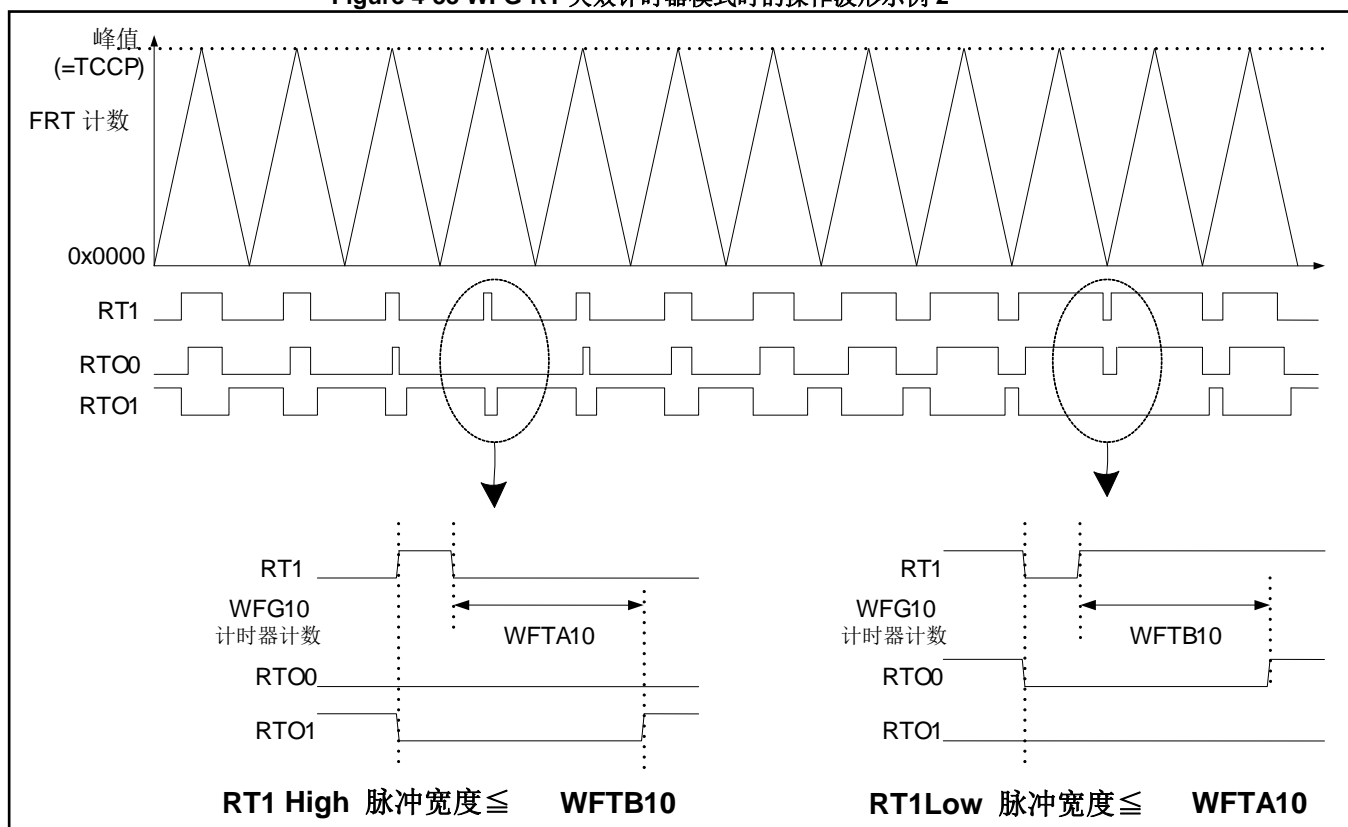 峰值
(=TCCP)
FRT 计数
0x0000
RT1
RTO0
RTO1
RT1
WFG10
计时器计数
WFTA10
RTO0
RTO1
RT1 High 脉冲宽度≦ WFTB10
RT1
WFG10
计时器计数
WFTB10
RTO0
RTO1
RT1Low 脉冲宽度≦ WFTA10